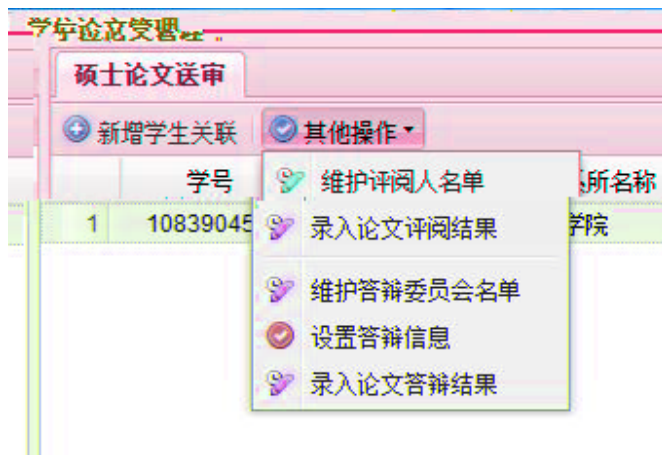 学位论文管理
硕士论文送审
新增学生关联 其他操作
学号 所名称
1 10839045 学院
维护评阅人名单
录入论文评阅结果
维护答辩委员会名单
设置答辩信息
录入论文答辩结果